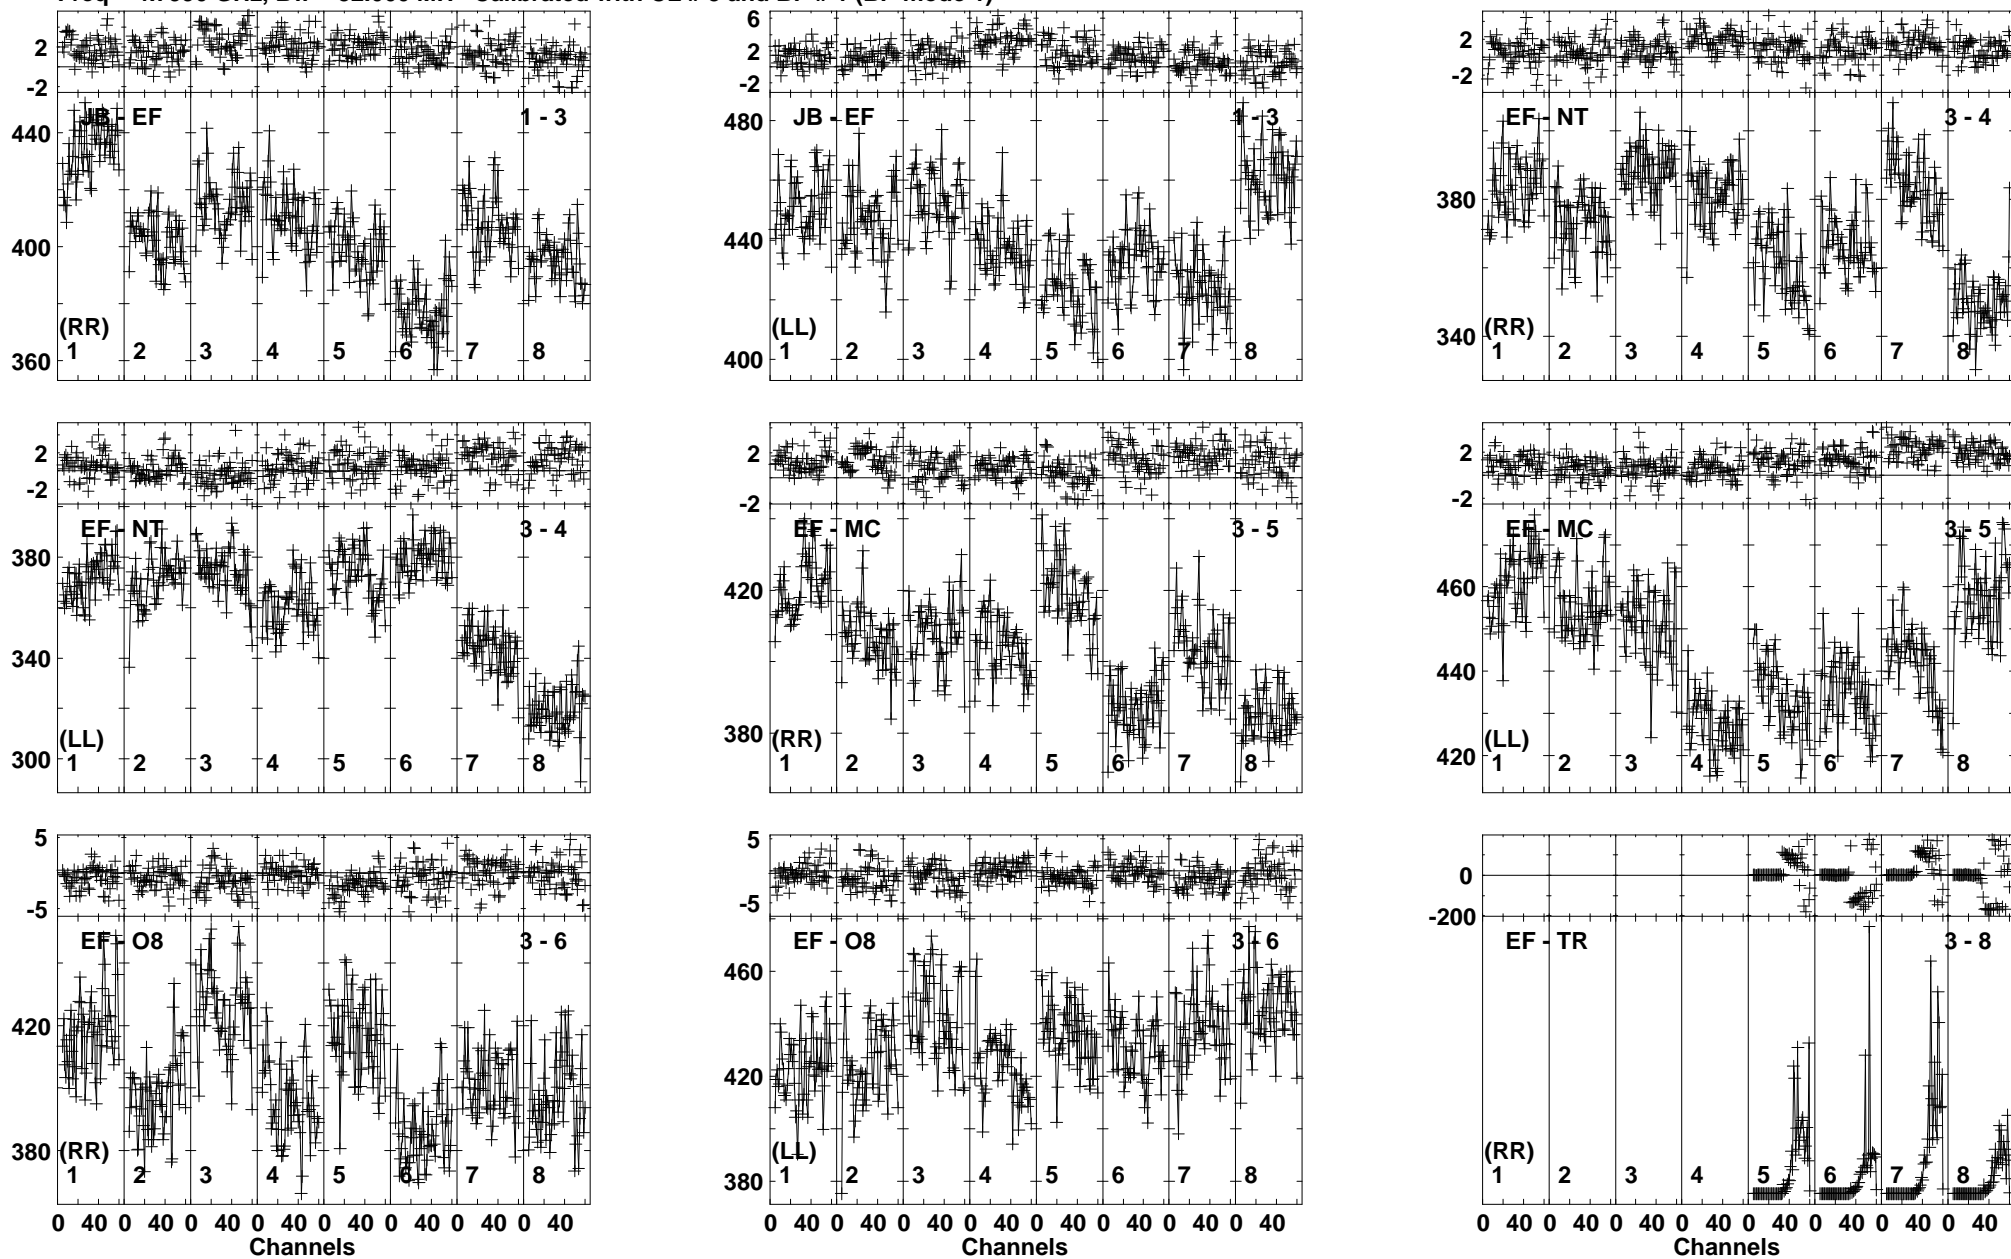 2 -2 6 2 -2 2 -2
JB - EF 1 - 3 JB - EF 1 - 3 EF - NT 3 - 4
440 400 360 480 440 400 380 340
(RR) (LL) (RR)
1 2 3 4 5 6 7 8 1 2 3 4 5 6 7 8 1 2 3 4 5 6 7 8
2 -2 2 -2 2 -2
EF - NT 3 - 4 EF - MC 3 - 5 EF - MC 3 - 5
380 340 300 420 380 460 440 420
(LL) (RR) (LL)
1 2 3 4 5 6 7 8 1 2 3 4 5 6 7 8 1 2 3 4 5 6 7 8
5 -5 5 -5 0 -200
EF - O8 3 - 6 EF - O8 3 - 6 EF - TR 3 - 8
420 380 460 420 380
(RR) (LL) (RR)
1 2 3 4 5 6 7 8 1 2 3 4 5 6 7 8 1 2 3 4 5 6 7 8
0 40 0 40 0 40 0 40 0 40 0 40 0 40 0 40 0 40 0 40 0 40 0 40 0 40 0 40 0 40 0 40 0 40 0 40 0 40 0 40 0 40 0 40 0 40 0 40
Channels Channels Channels